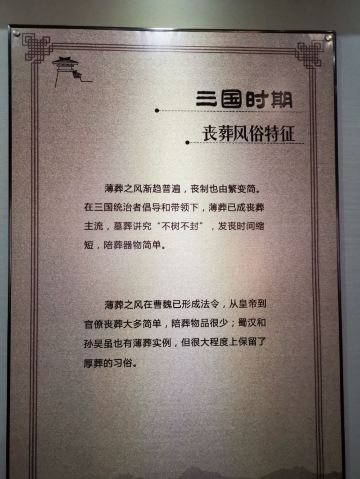 三国时期
丧葬风俗特征
薄葬之风渐趋普遍，丧制也由繁变简。
在三国统治者倡导和带领下，薄葬已成丧葬
主流，墓葬讲究“不树不封”，发丧时间缩
短，陪葬器物简单。
薄葬之风在曹魏已形成法令，从皇帝到
官僚丧葬大多简单，陪葬物品很少；蜀汉和
孙吴虽也有薄葬实例，但很大程度上保留了
厚葬的习俗。